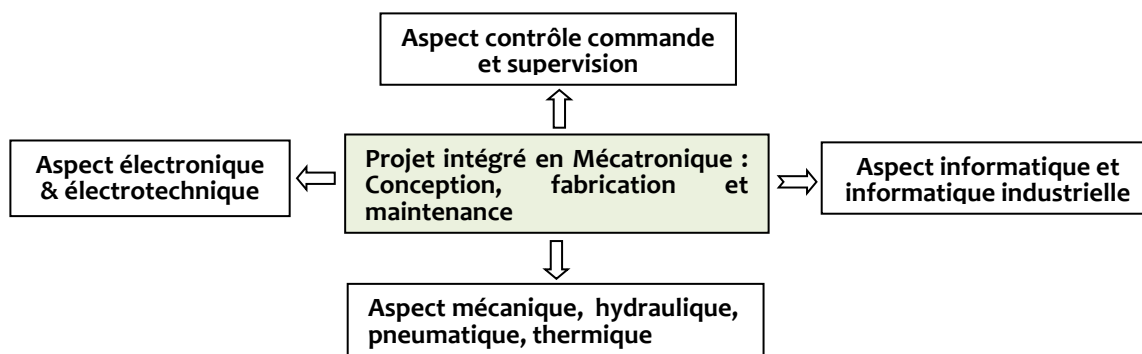 Aspect contrôle commande
et supervision
Aspect électronique
& électrotechnique
Projet intégré en Mécatronique :
Conception, fabrication et
maintenance
Aspect informatique et
informatique industrielle
Aspect mécanique, hydraulique,
pneumatique, thermique